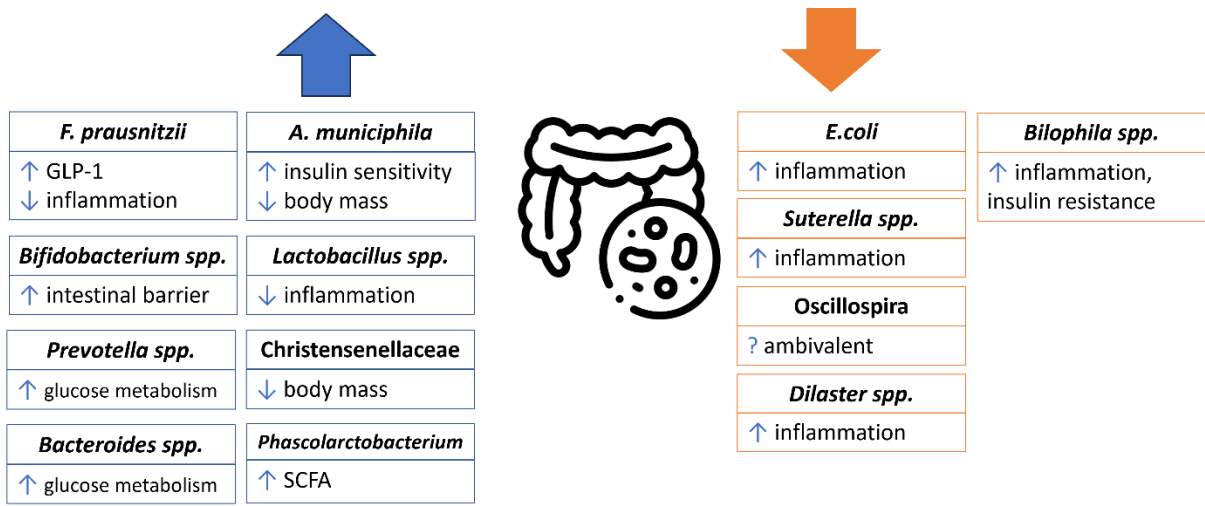 F. prausnitzii
↑ GLP-1
↓ inflammation
A. municiphila
↑ insulin sensitivity
↓ body mass
Bifidobacterium spp.
↑ intestinal barrier
Lactobacillus spp.
↓ inflammation
Prevotella spp.
↑ glucose metabolism
Christensenellaceae
↓ body mass
Bacteroides spp.
↑ glucose metabolism
Phascolarctobacterium
↑ SCFA
E.coli
↑ inflammation
Bilophila spp.
↑ inflammation,
insulin resistance
Suterella spp.
↑ inflammation
Oscillospira
? ambivalent
Dilaster spp.
↑ inflammation